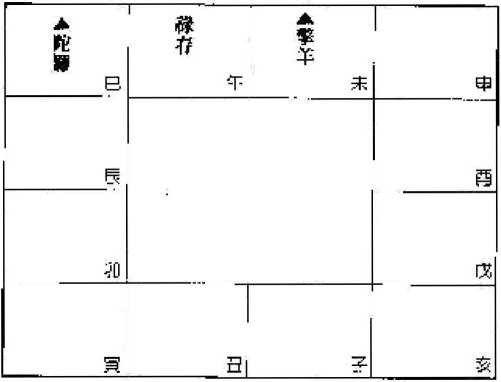 ▲陀羅
祿存
▲擎羊
巳
午
未
申
辰
酉
卯
戌
寅
丑
子
亥